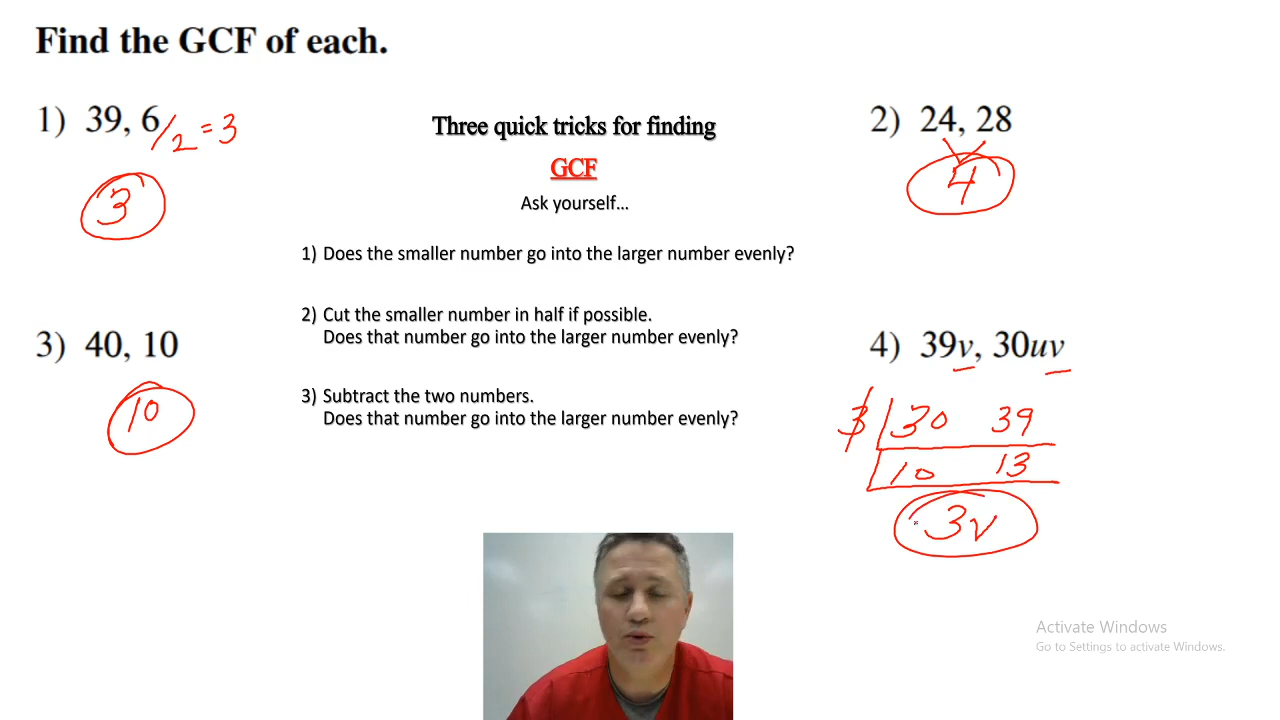 Find the GCF of each.
1) 39, 6
/2 = 3
3
Three quick tricks for finding
GCF
Ask yourself...
1) Does the smaller number go into the larger number evenly?
2) Cut the smaller number in half if possible.
Does that number go into the larger number evenly?
3) Subtract the two numbers.
Does that number go into the larger number evenly?
2) 24, 28
4
3) 40, 10
10
4) 39v, 30uv
3 30 39
10 13
3v
Activate Windows
Go to Settings to activate Windows.